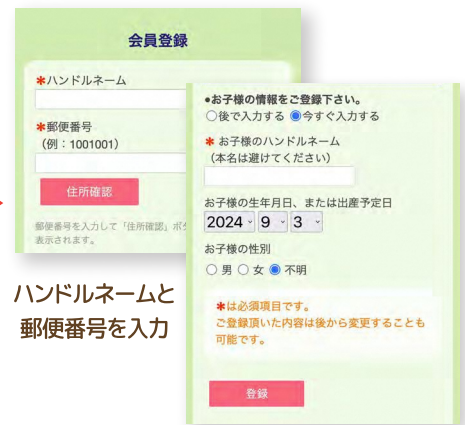 会員登録
*ハンドルネーム
*郵便番号
(例:1001001)
住所確認
郵便番号を入力して「住所確認」ボタ
表示されます。
ハンドルネームと
郵便番号を入力
●お子様の情報をご登録下さい。
○後で入力する ◉今すぐ入力する
* お子様のハンドルネーム
(本名は避けてください)
お子様の生年月日、または出産予定日
2024 9 3
お子様の性別
○ 男 ○ 女 ◉ 不明
*は必須項目です。
ご登録頂いた内容は後から変更することも
可能です。
登録